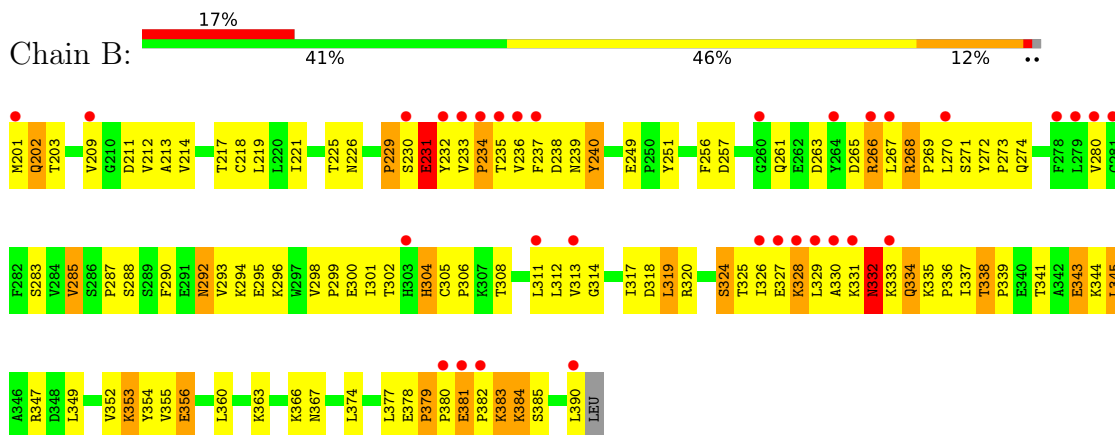 17%
Chain B:
41% 46% 12% ..
M201 Q202 T203 V209 G210 D211 V212 A213 V214 T217 C218 L219 L220 I221 T225 N226 P229 S230 E231 Y232 V233 P234 T235 V236 F237 D238 N239 Y240 E249 P250 Y251 F256 D257 G260 Q261 E262 D263 Y264 D265 R266 L267 R268 P269 L270 S271 Y272 P273 Q274 F278 L279 V280 C281
F282 S283 V284 V285 S286 P287 S288 S289 F290 E291 N292 V293 K294 E295 K296 W297 V298 P299 E300 I301 T302 H303 H304 C305 P306 K307 T308 L311 L312 V313 G314 I317 D318 L319 R320 S324 T325 I326 E327 K328 L329 A330 K331 N332 K333 Q334 K335 P336 I337 T338 P339 E340 T341 A342 E343 K344 L345
A346 R347 D348 L349 V352 K353 Y354 V355 E356 L360 K363 K366 N367 L374 L377 E378 P379 P380 E381 P382 K383 K384 S385 L390 LEU